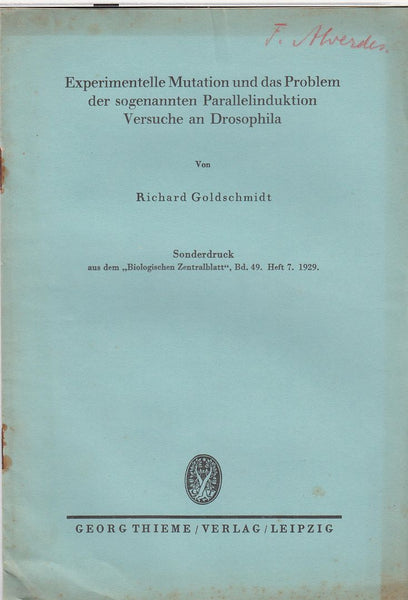 F. Alverdes.
Experimentelle Mutation und das Problem
der sogenannten Parallelinduktion
Versuche an Drosophila
Von
Richard Goldschmidt
Sonderdruck
aus dem „Biologischen Zentralblatt“, Bd. 49. Heft 7. 1929.
GEORG THIEME / VERLAG / LEIPZIG